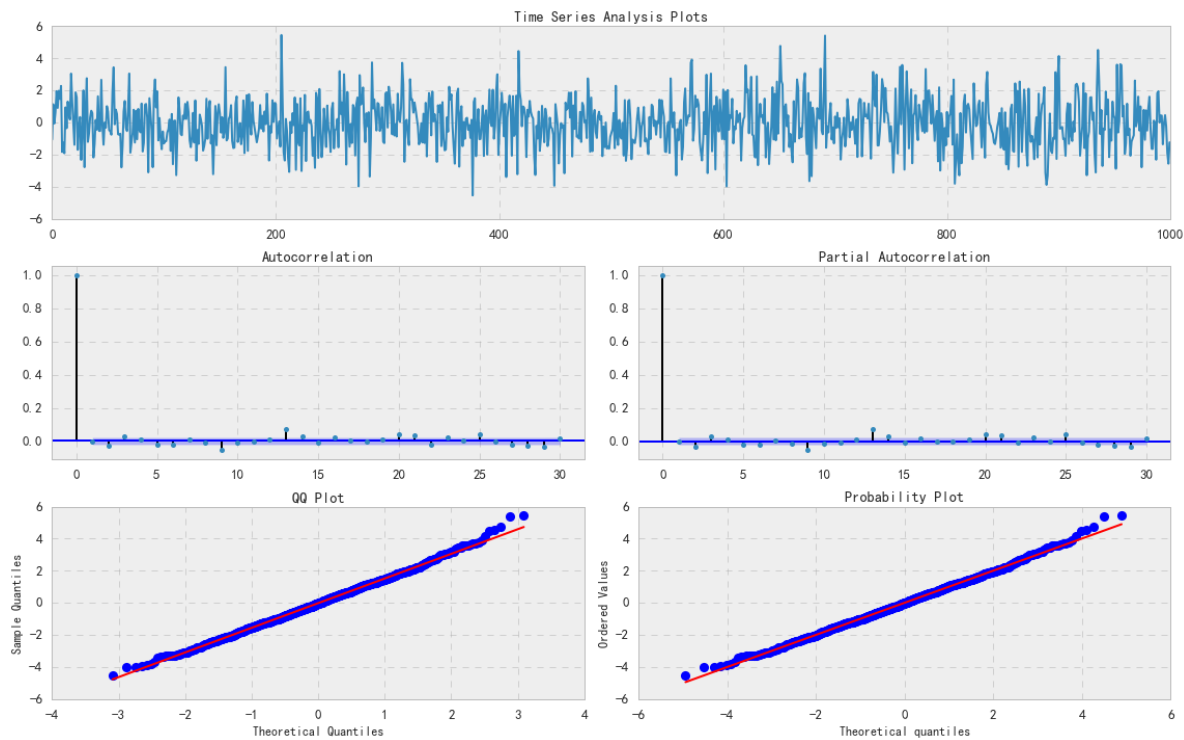 Time Series Analysis Plots
6
4
2
0
−2
−4
−6
0 200 400 600 800 1000
Autocorrelation
1.0
0.8
0.6
0.4
0.2
0.0
0 5 10 15 20 25 30
Partial Autocorrelation
1.0
0.8
0.6
0.4
0.2
0.0
0 5 10 15 20 25 30
QQ Plot
Sample Quantiles
6
4
2
0
−2
−4
−6
−4 −3 −2 −1 0 1 2 3 4
Theoretical Quantiles
Probability Plot
Ordered Values
6
4
2
0
−2
−4
−6
−6 −4 −2 0 2 4 6
Theoretical quantiles